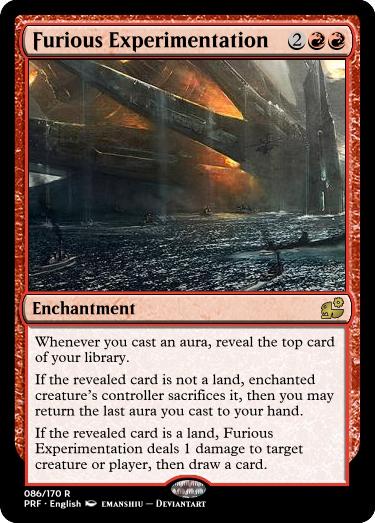 Furious Experimentation 2
Enchantment
Whenever you cast an aura, reveal the top card
of your library.
If the revealed card is not a land, enchanted
creature's controller sacrifices it, then you may
return the last aura you cast to your hand.
If the revealed card is a land, Furious
Experimentation deals 1 damage to target
creature or player, then draw a card.
086/170 R
PRF · English EMANSHIU — DEVIANTART